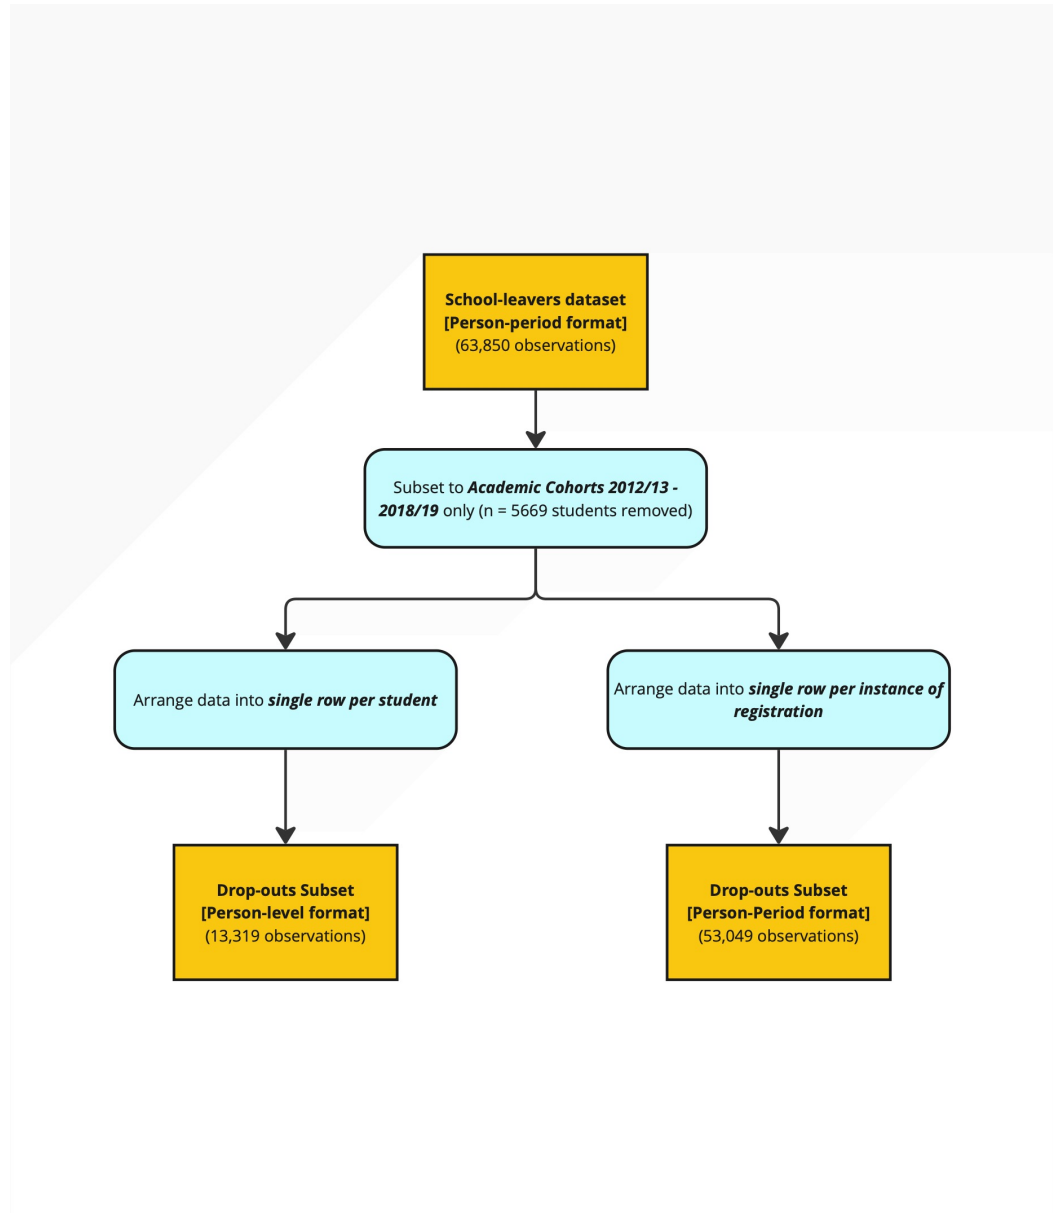 School-leavers dataset
[Person-period format]
(63,850 observations)
Subset to Academic Cohorts 2012/13 -
2018/19 only (n = 5669 students removed)
Arrange data into single row per student
Arrange data into single row per instance of
registration
Drop-outs Subset
[Person-level format]
(13,319 observations)
Drop-outs Subset
[Person-Period format]
(53,049 observations)